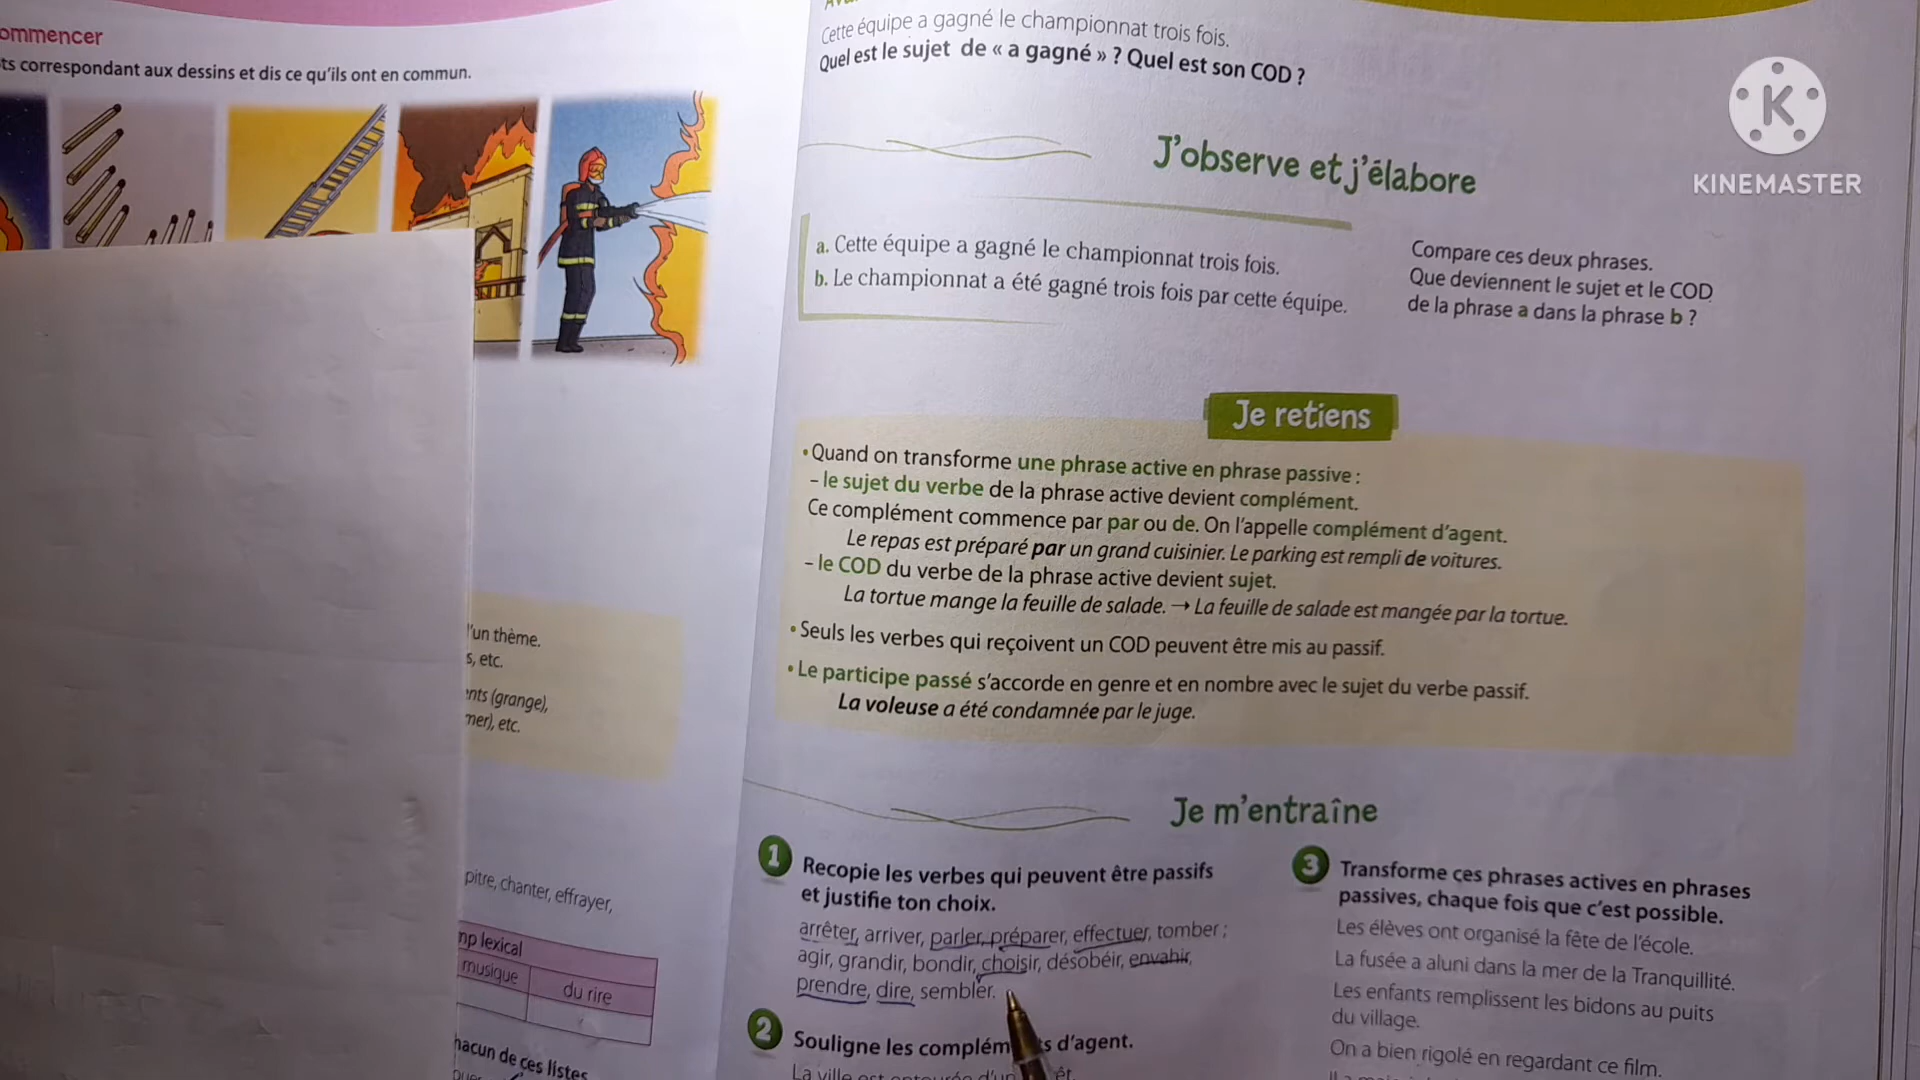 ommencer
ts correspondant aux dessins et dis ce qu'ils ont en commun.
'un thème.
s, etc.
ents (grange),
mer), etc.
pitre, chanter, effrayer,
mp lexical
musique
du rire
hacun de ces listes
Cette équipe a gagné le championnat trois fois.
Quel est le sujet de « a gagné » ? Quel est son COD ?
KINEMASTER
J'observe et j'élabore
a. Cette équipe a gagné le championnat trois fois.
b. Le championnat a été gagné trois fois par cette équipe.
Compare ces deux phrases.
Que deviennent le sujet et le COD
de la phrase a dans la phrase b ?
Je retiens
• Quand on transforme une phrase active en phrase passive :
– le sujet du verbe de la phrase active devient complément.
Ce complément commence par par ou de. On l'appelle complément d'agent.
Le repas est préparé par un grand cuisinier. Le parking est rempli de voitures.
– le COD du verbe de la phrase active devient sujet.
La tortue mange la feuille de salade. → La feuille de salade est mangée par la tortue.
• Seuls les verbes qui reçoivent un COD peuvent être mis au passif.
• Le participe passé s'accorde en genre et en nombre avec le sujet du verbe passif.
La voleuse a été condamnée par le juge.
Je m'entraîne
1 Recopie les verbes qui peuvent être passifs
et justifie ton choix.
arrêter, arriver, parler, préparer, effectuer, tomber ;
agir, grandir, bondir, choisir, désobéir, envahir,
prendre, dire, sembler.
2 Souligne les complém s d'agent.
La ville est entourée d'un
3 Transforme ces phrases actives en phrases
passives, chaque fois que c'est possible.
Les élèves ont organisé la fête de l'école.
La fusée a aluni dans la mer de la Tranquillité.
Les enfants remplissent les bidons au puits
du village.
On a bien rigolé en regardant ce film.